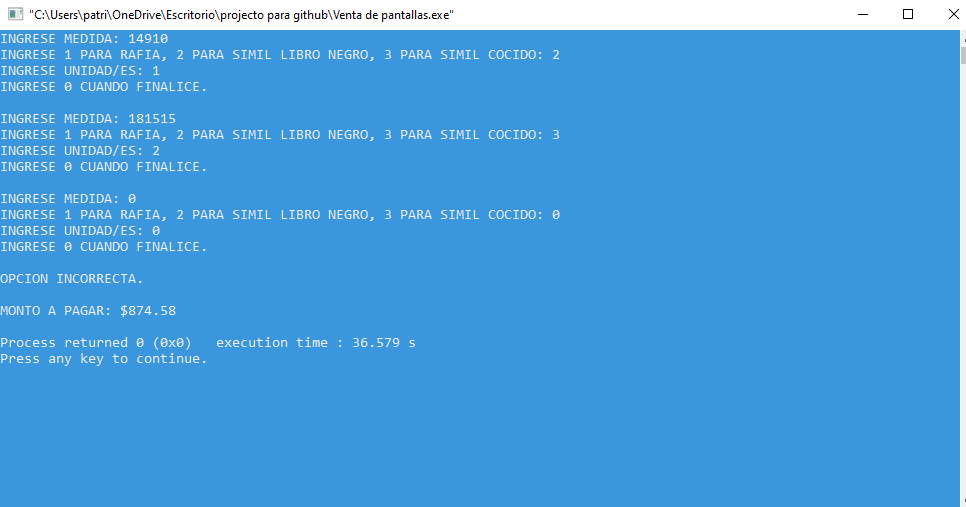 "C:\Users\patri\OneDrive\Escritorio\projecto para github\Venta de pantallas.exe"
INGRESE MEDIDA: 14910
INGRESE 1 PARA RAFIA, 2 PARA SIMIL LIBRO NEGRO, 3 PARA SIMIL COCIDO: 2
INGRESE UNIDAD/ES: 1
INGRESE 0 CUANDO FINALICE.
INGRESE MEDIDA: 181515
INGRESE 1 PARA RAFIA, 2 PARA SIMIL LIBRO NEGRO, 3 PARA SIMIL COCIDO: 3
INGRESE UNIDAD/ES: 2
INGRESE 0 CUANDO FINALICE.
INGRESE MEDIDA: 0
INGRESE 1 PARA RAFIA, 2 PARA SIMIL LIBRO NEGRO, 3 PARA SIMIL COCIDO: 0
INGRESE UNIDAD/ES: 0
INGRESE 0 CUANDO FINALICE.
OPCION INCORRECTA.
MONTO A PAGAR: $874.58
Process returned 0 (0x0)   execution time : 36.579 s
Press any key to continue.